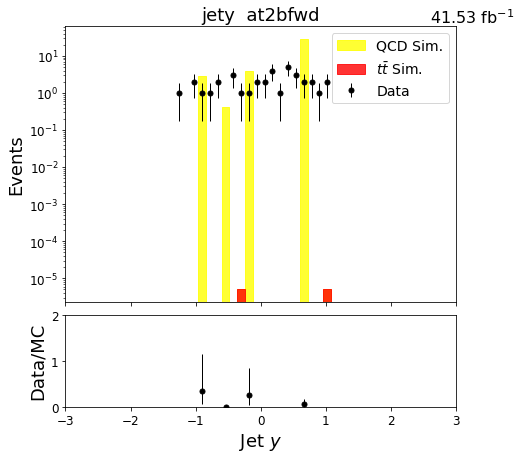 jety at2bfwd
41.53 fb⁻¹
QCD Sim.
tt̄ Sim.
Data
Events
10¹
10⁰
10⁻¹
10⁻²
10⁻³
10⁻⁴
10⁻⁵
Data/MC
2
1
0
−3 −2 −1 0 1 2 3
Jet y